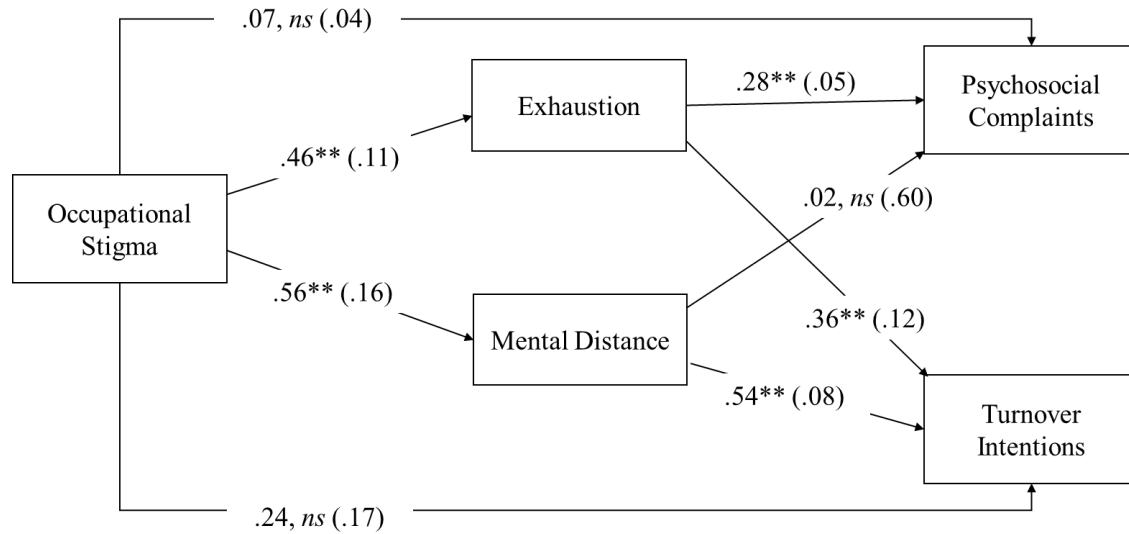 .07, ns (.04)
Psychosocial
Complaints
Exhaustion
.28** (.05)
.46** (.11)
Occupational
Stigma
.02, ns (.60)
.56** (.16)
Mental Distance
.36** (.12)
.54** (.08)
Turnover
Intentions
.24, ns (.17)